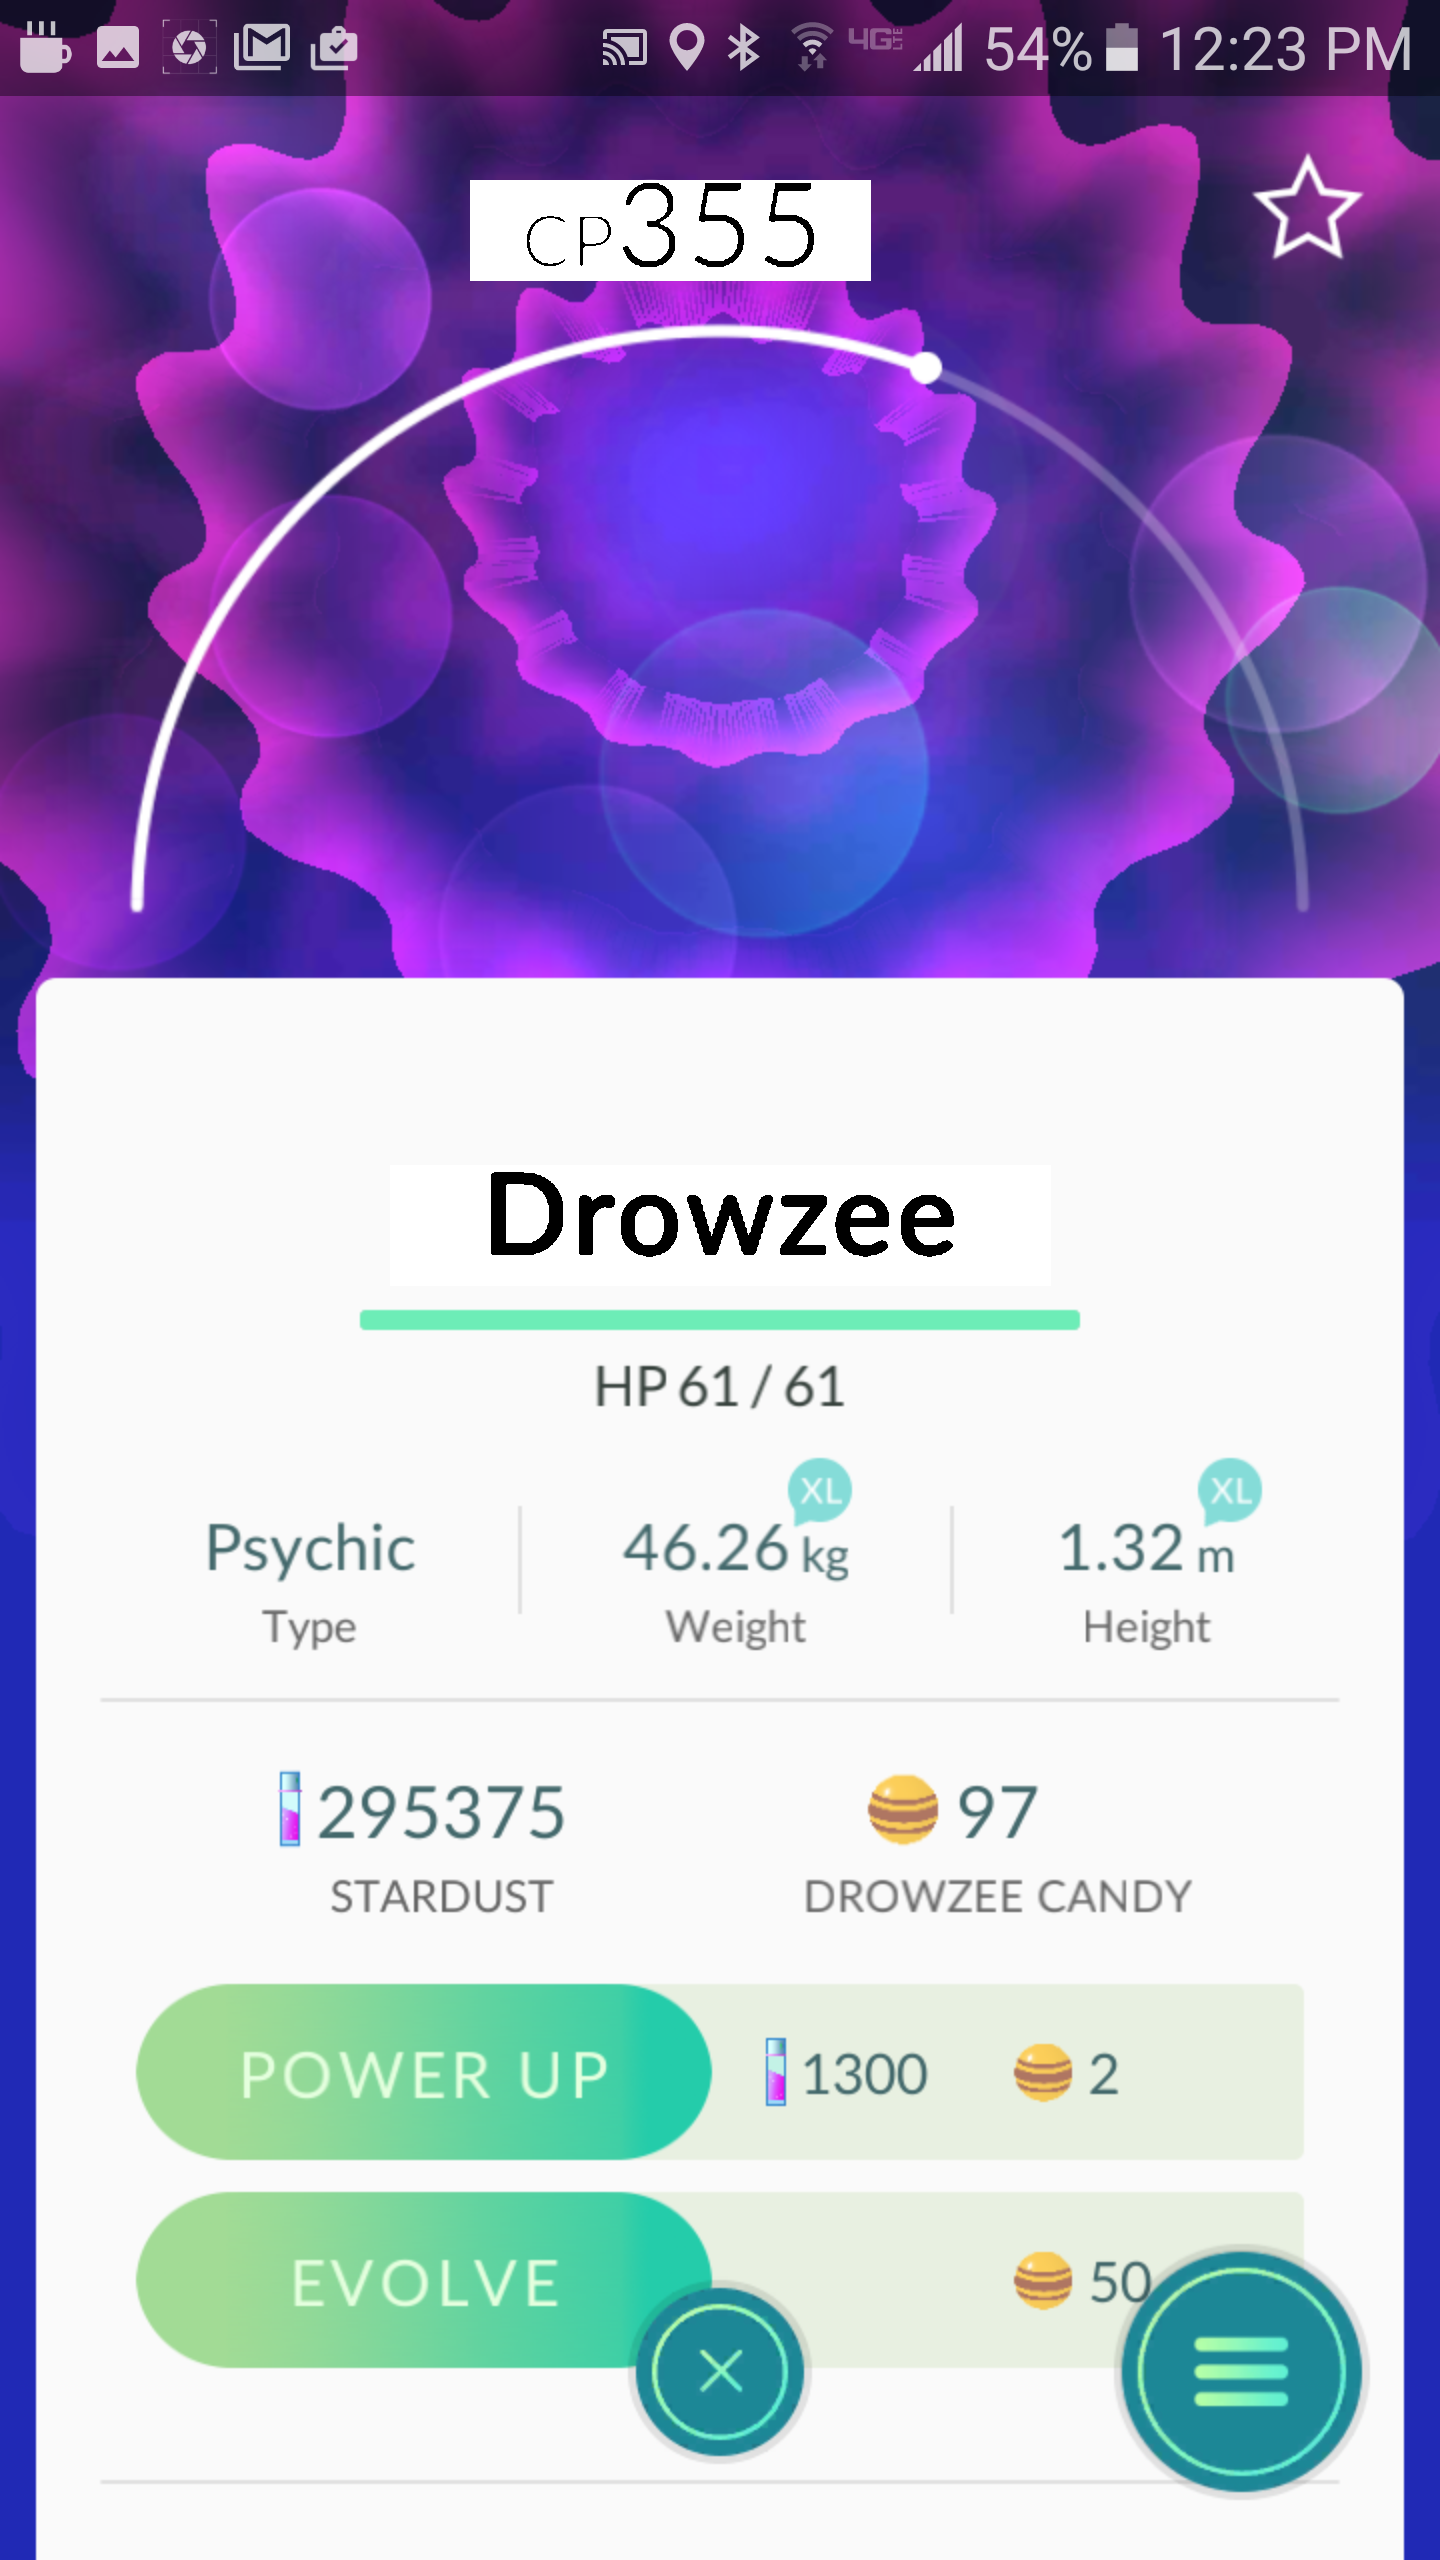 4G LTE 54% 12:23 PM
CP355
Drowzee
HP 61 / 61
XL XL
Psychic 46.26 kg 1.32 m
Type Weight Height
295375 97
STARDUST DROWZEE CANDY
POWER UP 1300 2
EVOLVE 50